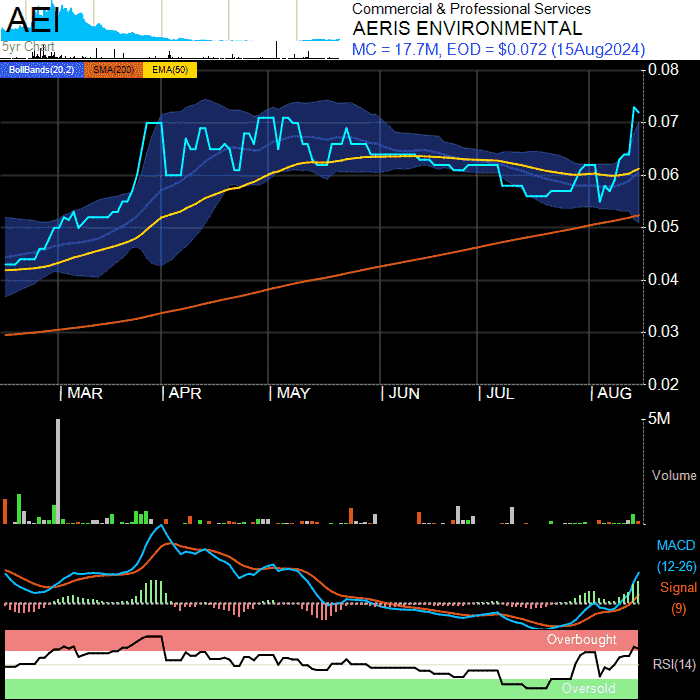 AEI
5yr Chart
Commercial & Professional Services
AERIS ENVIRONMENTAL
MC = 17.7M, EOD = $0.072 (15Aug2024)
BollBands(20,2) SMA(200) EMA(50)
0.08
0.07
0.06
0.05
0.04
0.03
0.02
MAR APR MAY JUN JUL AUG
5M
Volume
MACD
(12-26)
Signal
(9)
Overbought
RSI(14)
Oversold